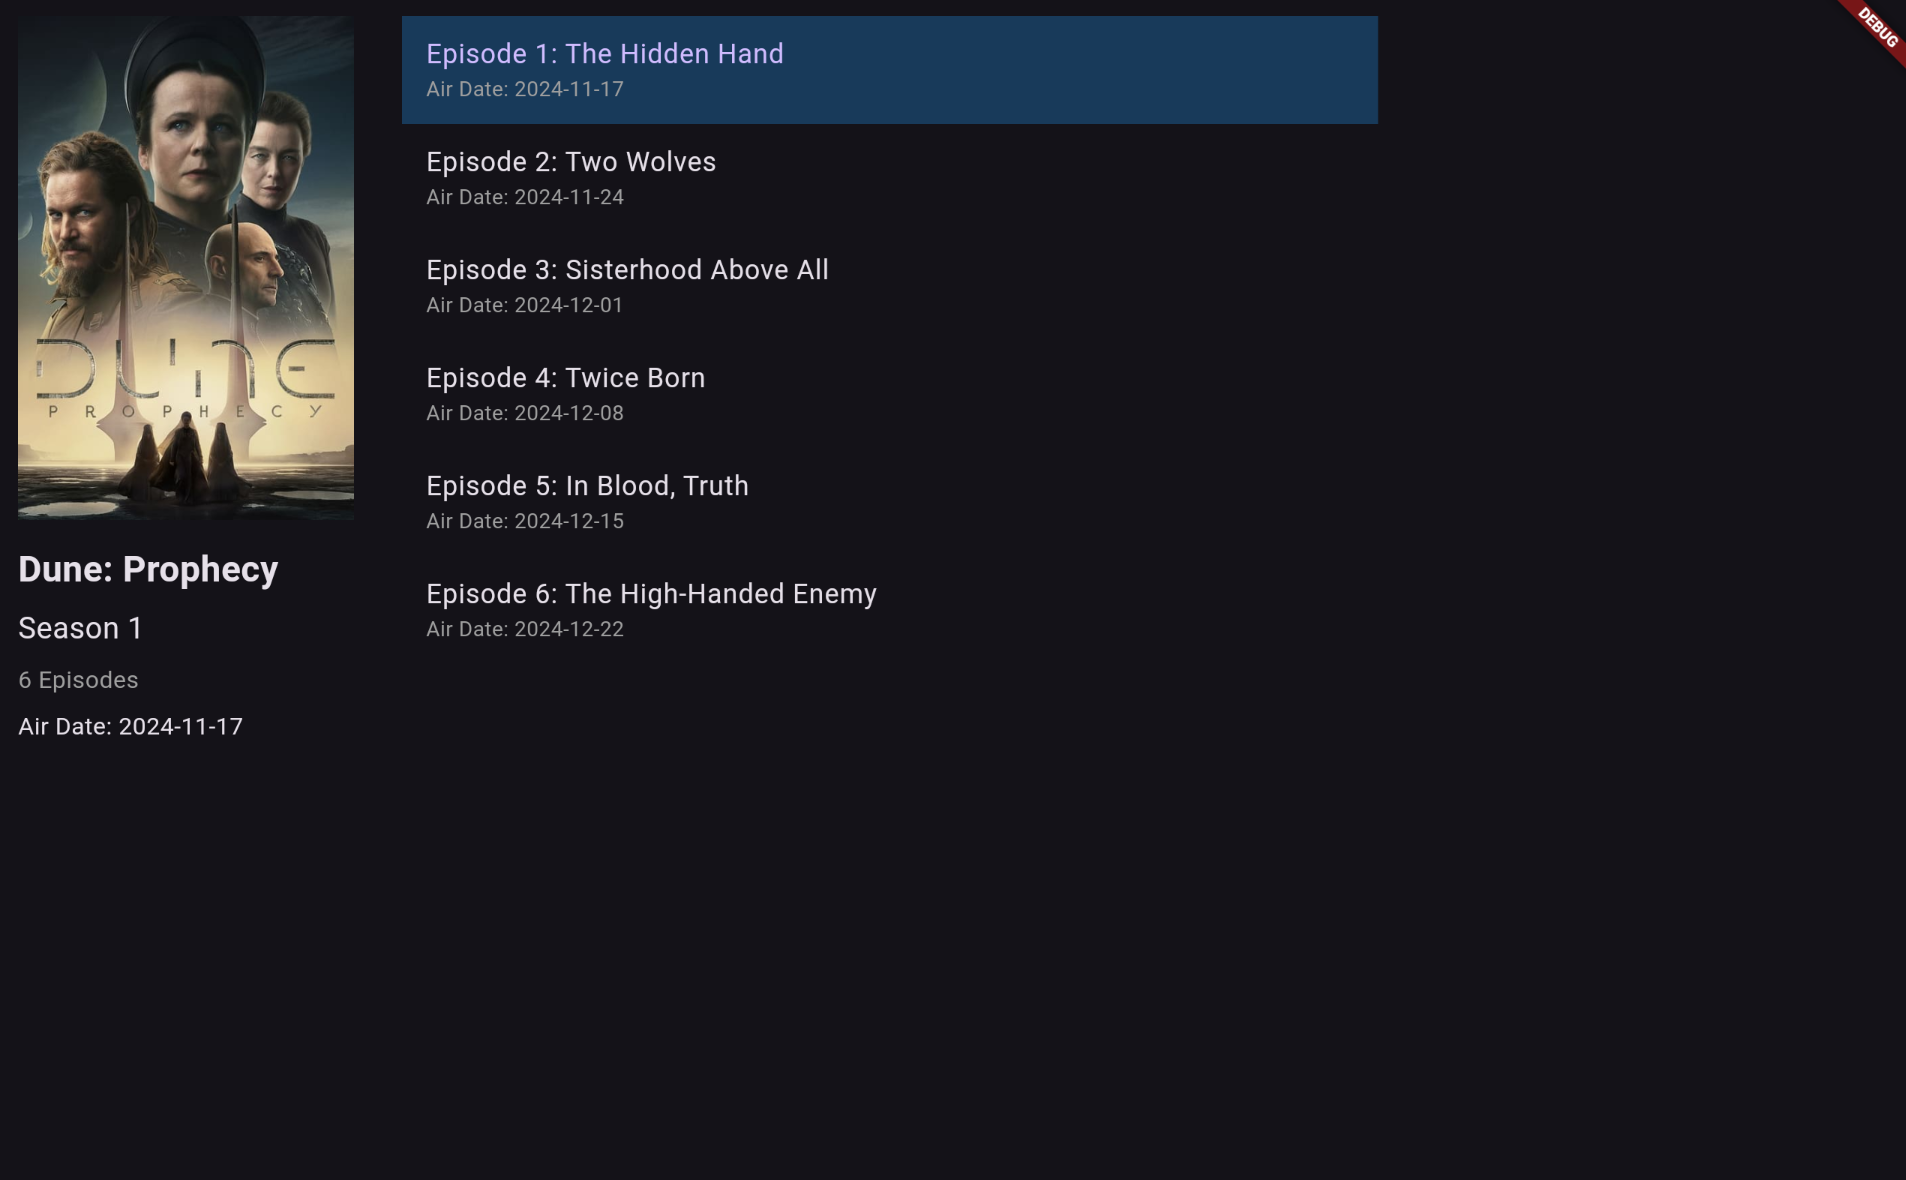 DUNE
PROPHECY
Dune: Prophecy
Season 1
6 Episodes
Air Date: 2024-11-17
Episode 1: The Hidden Hand
Air Date: 2024-11-17
Episode 2: Two Wolves
Air Date: 2024-11-24
Episode 3: Sisterhood Above All
Air Date: 2024-12-01
Episode 4: Twice Born
Air Date: 2024-12-08
Episode 5: In Blood, Truth
Air Date: 2024-12-15
Episode 6: The High-Handed Enemy
Air Date: 2024-12-22
DEBUG